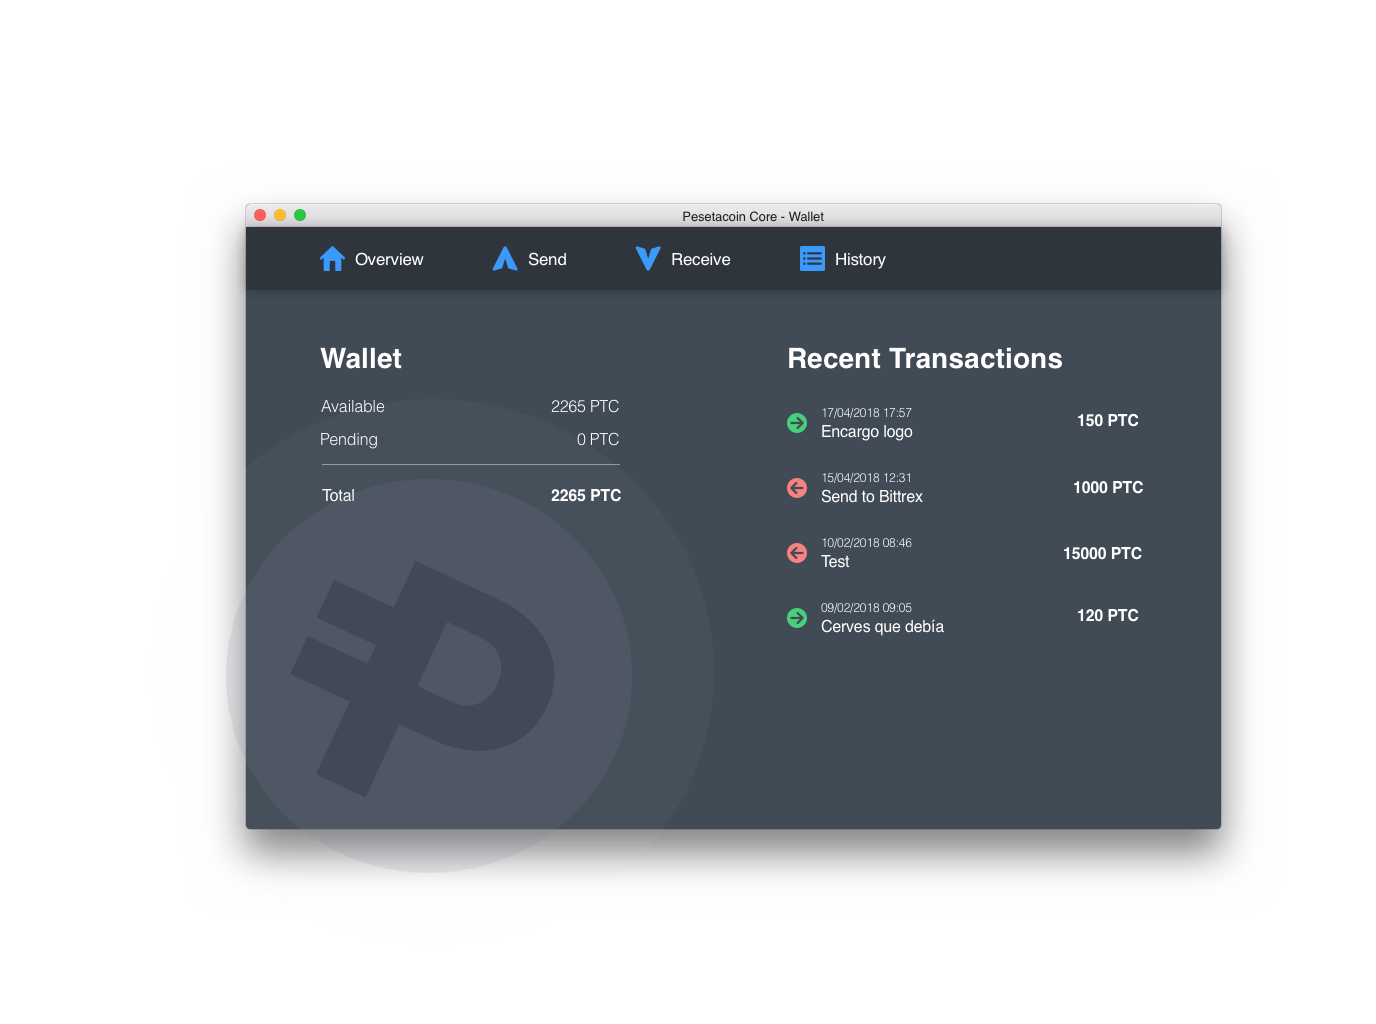 Pesetacoin Core - Wallet
Overview Send Receive History
Wallet
Available 2265 PTC
Pending 0 PTC
Total 2265 PTC
Recent Transactions
17/04/2018 17:57
Encargo logo 150 PTC
15/04/2018 12:31
Send to Bittrex 1000 PTC
10/02/2018 08:46
Test 15000 PTC
09/02/2018 09:05
Cerves que debía 120 PTC